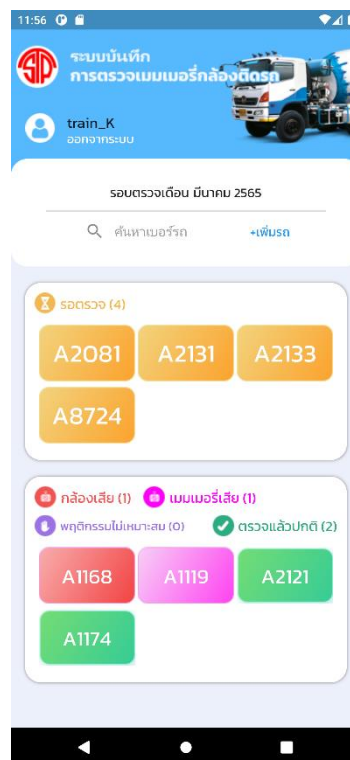 11:56
ระบบบันทึก
การตรวจเมมเมอรี่กล้องติดรถ
train_K
ออกจากระบบ
รอบตรวจเดือน มีนาคม 2565
ค้นหาเบอร์รถ
+เพิ่มรถ
รอตรวจ (4)
A2081 A2131 A2133
A8724
กล้องเสีย (1) เมมเมอรี่เสีย (1)
พฤติกรรมไม่เหมาะสม (0) ตรวจแล้วปกติ (2)
A1168 A1119 A2121
A1174